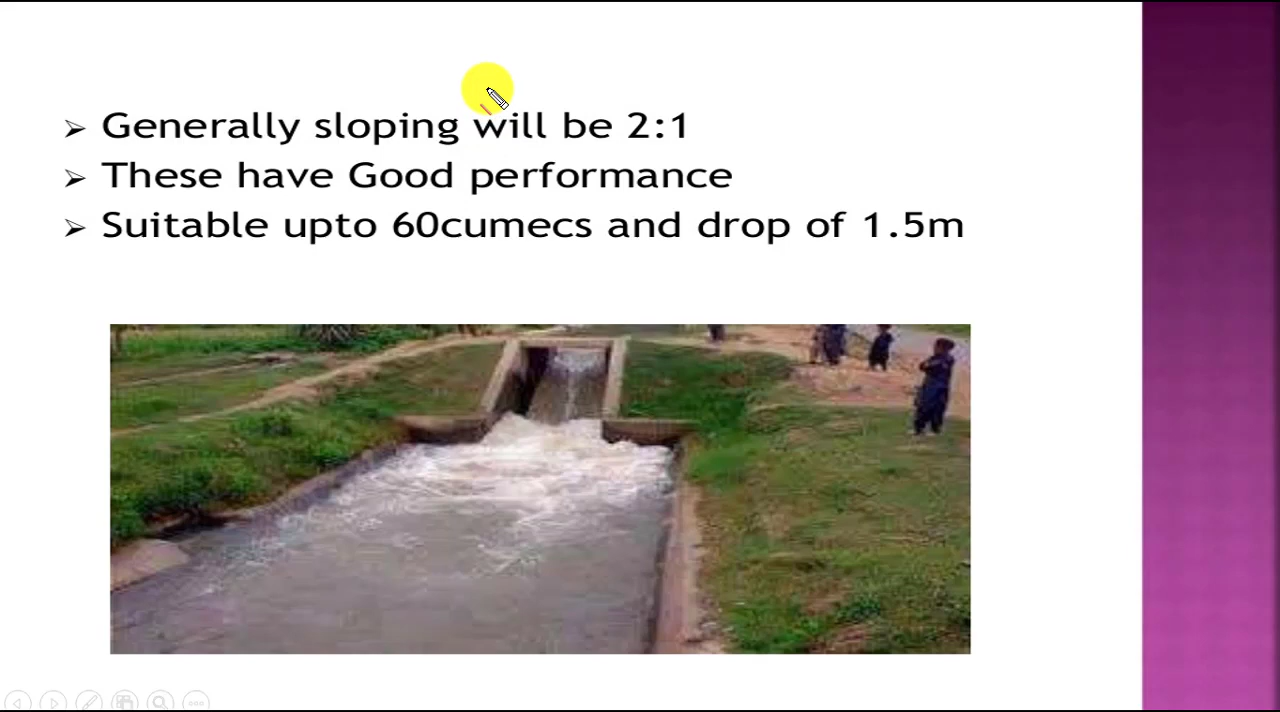 Generally sloping will be 2:1
These have Good performance
Suitable upto 60cumecs and drop of 1.5m